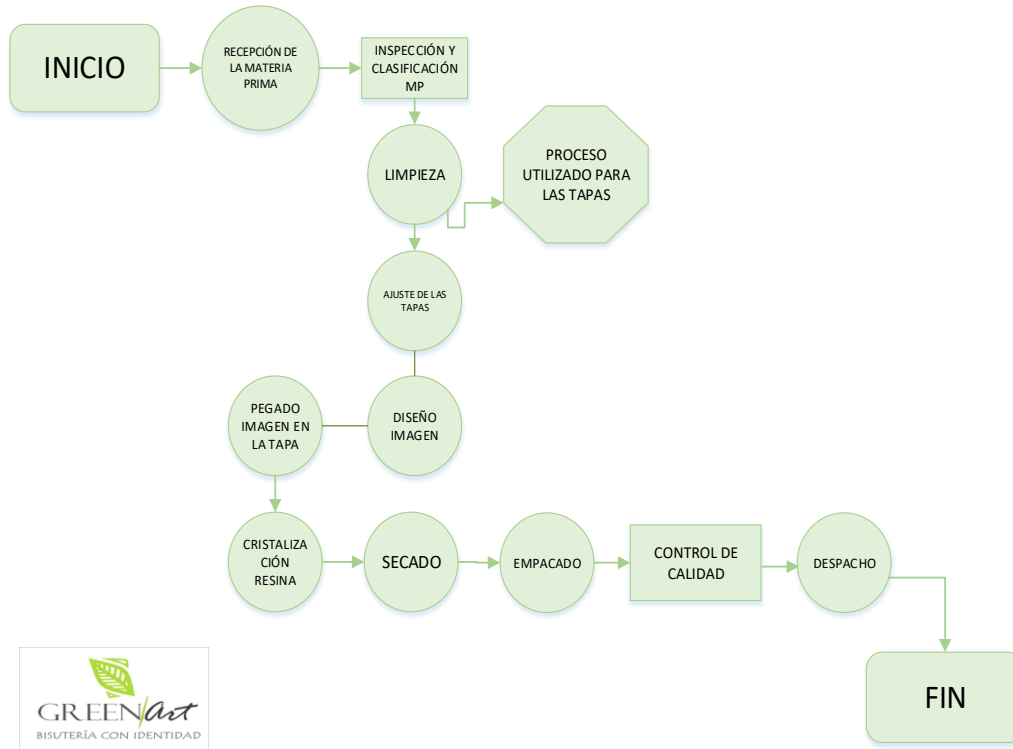 INICIO
RECEPCIÓN DE
LA MATERIA
PRIMA
INSPECCIÓN Y
CLASIFICACIÓN
MP
LIMPIEZA
PROCESO
UTILIZADO PARA
LAS TAPAS
AJUSTE DE LAS
TAPAS
DISEÑO
IMAGEN
PEGADO
IMAGEN EN
LA TAPA
CRISTALIZA
CIÓN
RESINA
SECADO
EMPACADO
CONTROL DE
CALIDAD
DESPACHO
FIN
GREEN/art
BISUTERÍA CON IDENTIDAD